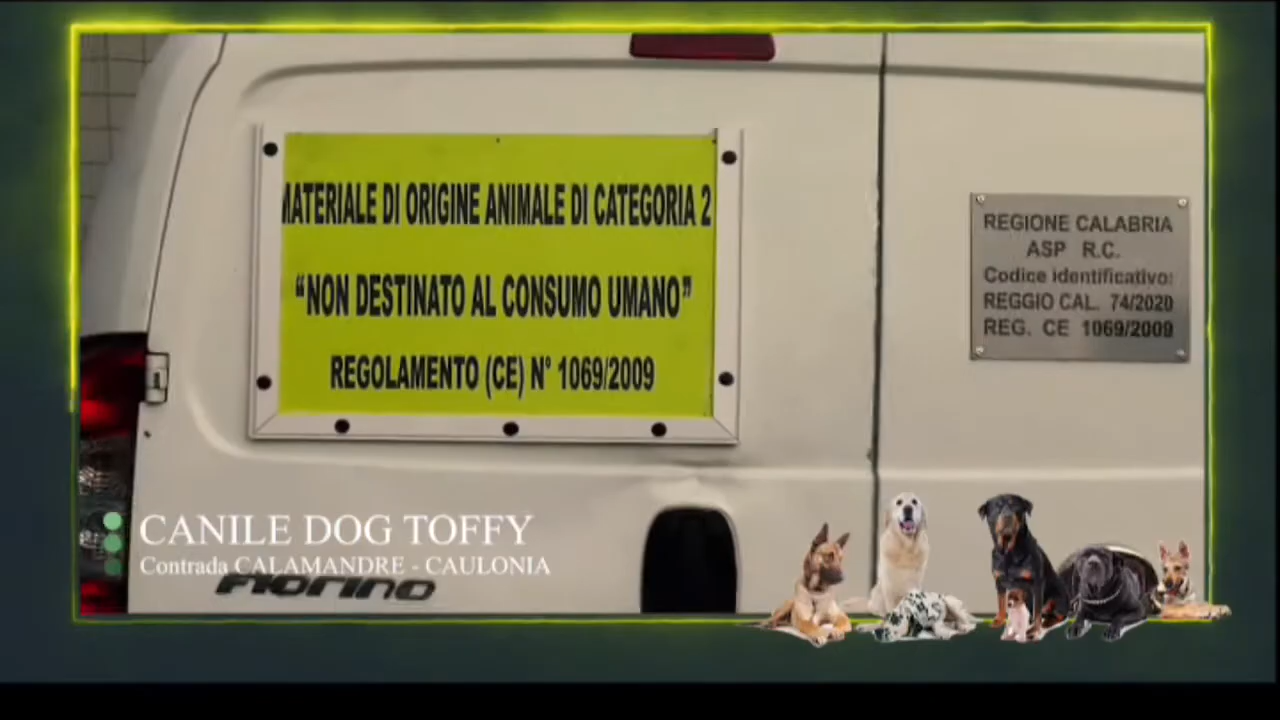 MATERIALE DI ORIGINE ANIMALE DI CATEGORIA 2
“NON DESTINATO AL CONSUMO UMANO”
REGOLAMENTO (CE) N° 1069/2009
REGIONE CALABRIA
ASP R.C.
Codice identificativo:
REGGIO CAL. 74/2020
REG. CE 1069/2009
CANILE DOG TOFFY
Contrada CALAMANDRE - CAULONIA
FIORINO